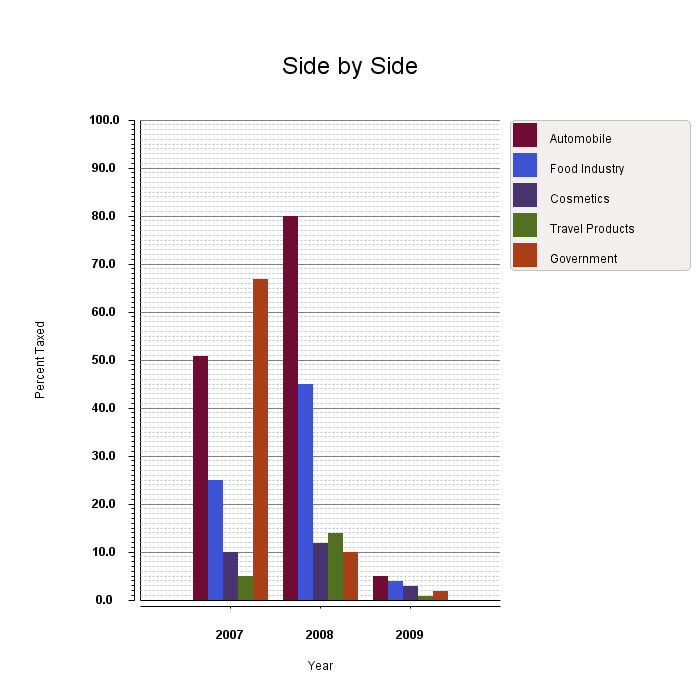 Side by Side
100.0
90.0
80.0
70.0
60.0
50.0
40.0
30.0
20.0
10.0
0.0
Percent Taxed
2007 2008 2009
Year
Automobile
Food Industry
Cosmetics
Travel Products
Government